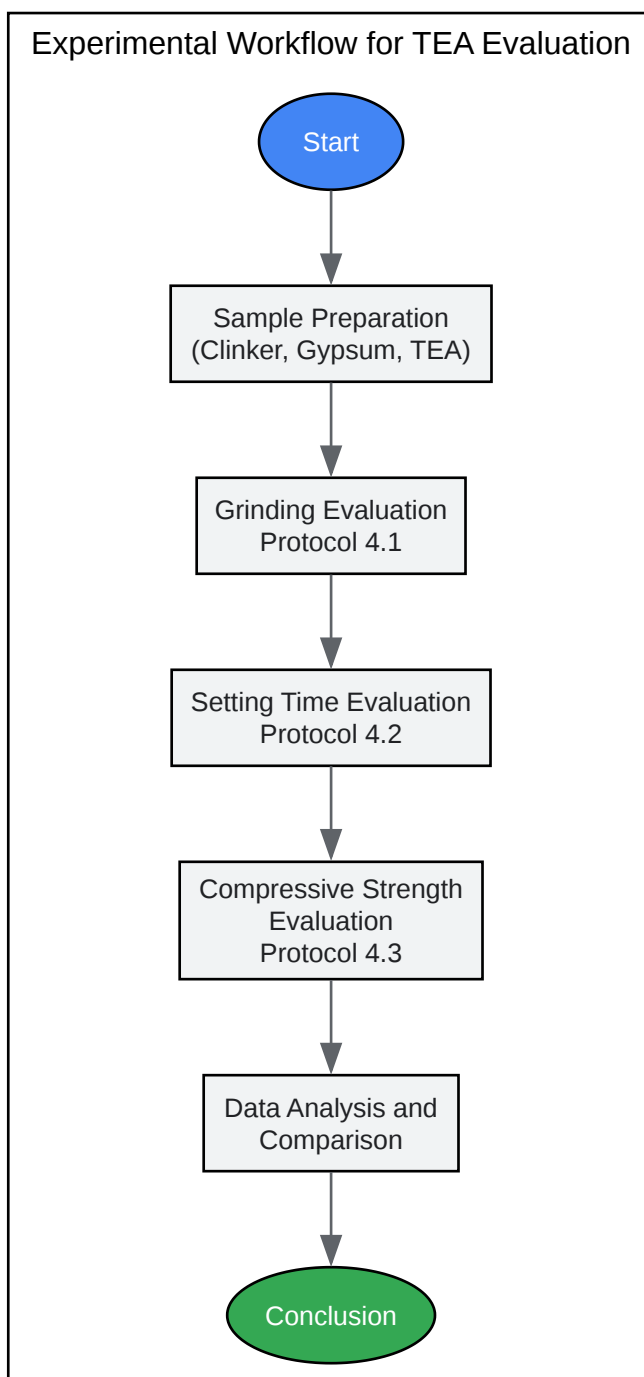 Experimental Workflow for TEA Evaluation
Start
Sample Preparation
(Clinker, Gypsum, TEA)
Grinding Evaluation
Protocol 4.1
Setting Time Evaluation
Protocol 4.2
Compressive Strength
Evaluation
Protocol 4.3
Data Analysis and
Comparison
Conclusion